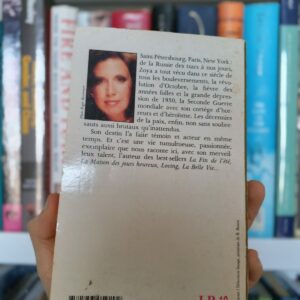 Saint-Pétersbourg, Paris, New York :
de la Russie des tsars à nos jours,
Zoya a tout vécu dans ce siècle de
tous les bouleversements, la révo-
lution d'Octobre, la fièvre des
années folles et la grande dépres-
sion de 1930, la Seconde Guerre
mondiale avec son cortège d'hor-
reurs et d'héroïsme. Les décennies
de la paix, enfin, non sans soubre-
sauts aussi brutaux qu'inattendus.
Son destin l'a faite témoin et acteur en même
temps. Et c'est une vie tumultueuse, passionnée,
exemplaire que nous raconte ici, avec son merveil-
leux talent, l'auteur des best-sellers La Fin de l'été,
La Maison des jours heureux, Loving, La Belle Vie...
FIRE AND